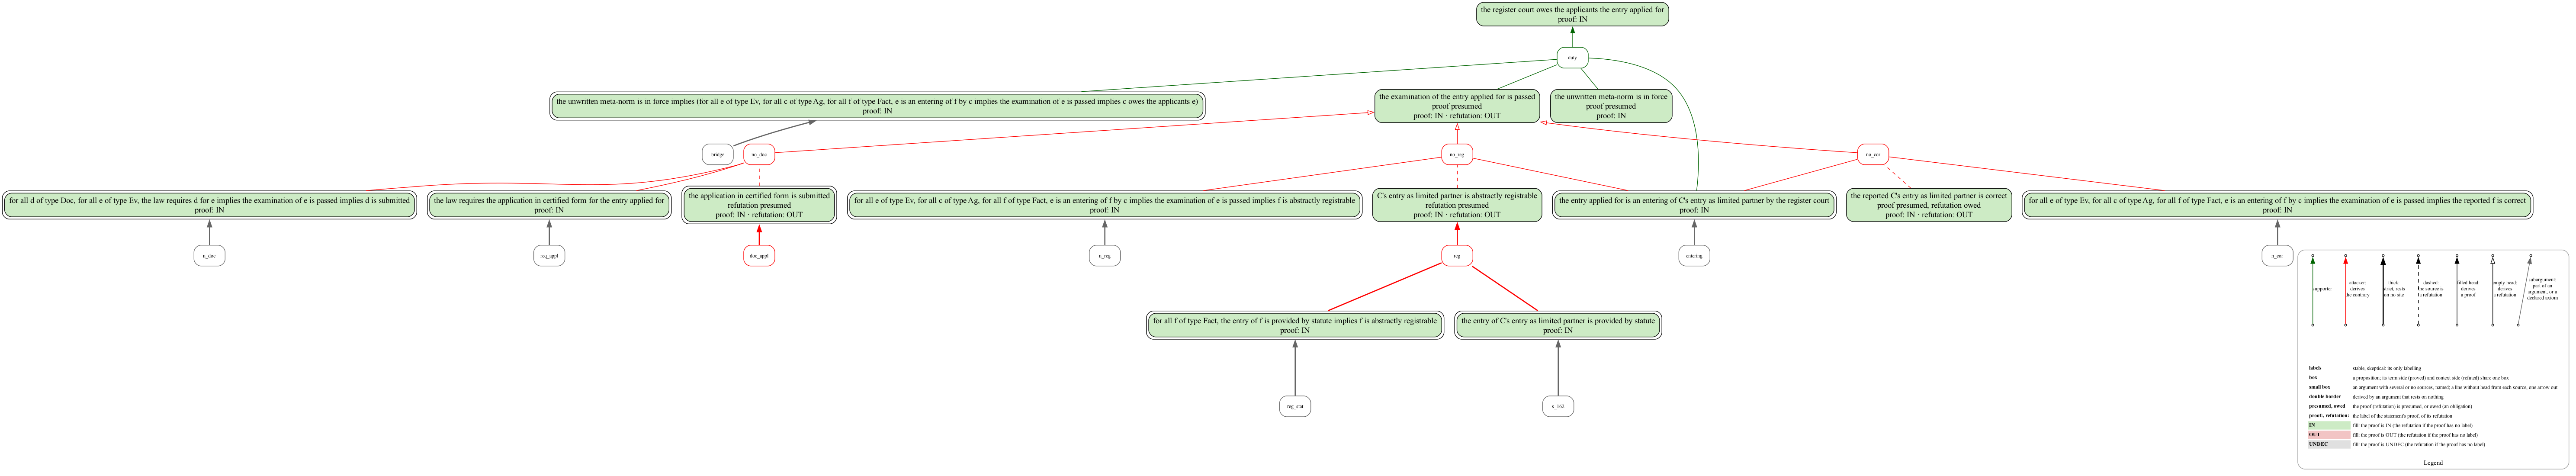 the register court owes the applicants the entry applied for
proof: IN
duty
the unwritten meta-norm is in force implies (for all e of type Ev, for all c of type Ag, for all f of type Fact, e is an entering of f by c implies the examination of e is passed implies c owes the applicants e)
proof: IN
the examination of the entry applied for is passed
proof presumed
proof: IN · refutation: OUT
the unwritten meta-norm is in force
proof presumed
proof: IN
bridge
no_doc
no_reg
no_cor
for all d of type Doc, for all e of type Ev, the law requires d for e implies the examination of e is passed implies d is submitted
proof: IN
the law requires the application in certified form for the entry applied for
proof: IN
the application in certified form is submitted
refutation presumed
proof: IN · refutation: OUT
for all e of type Ev, for all c of type Ag, for all f of type Fact, e is an entering of f by c implies the examination of e is passed implies f is abstractly registrable
proof: IN
C's entry as limited partner is abstractly registrable
refutation presumed
proof: IN · refutation: OUT
the entry applied for is an entering of C's entry as limited partner by the register court
proof: IN
the reported C's entry as limited partner is correct
proof presumed, refutation owed
proof: IN · refutation: OUT
for all e of type Ev, for all c of type Ag, for all f of type Fact, e is an entering of f by c implies the examination of e is passed implies the reported f is correct
proof: IN
n_doc
req_appl
doc_appl
n_reg
reg
entering
n_cor
for all f of type Fact, the entry of f is provided by statute implies f is abstractly registrable
proof: IN
the entry of C's entry as limited partner is provided by statute
proof: IN
reg_stat
s_162
supporter
attacker:
derives
the contrary
thick:
strict, rests
on no site
dashed:
the source is
a refutation
filled head:
derives
a proof
empty head:
derives
a refutation
subargument:
part of an
argument, or a
declared axiom
labels stable, skeptical: its only labelling
box a proposition; its term side (proved) and context side (refuted) share one box
small box an argument with several or no sources, named; a line without head from each source, one arrow out
double border derived by an argument that rests on nothing
presumed, owed the proof (refutation) is presumed, or owed (an obligation)
proof:, refutation: the label of the statement's proof, of its refutation
IN fill: the proof is IN (the refutation if the proof has no label)
OUT fill: the proof is OUT (the refutation if the proof has no label)
UNDEC fill: the proof is UNDEC (the refutation if the proof has no label)
Legend